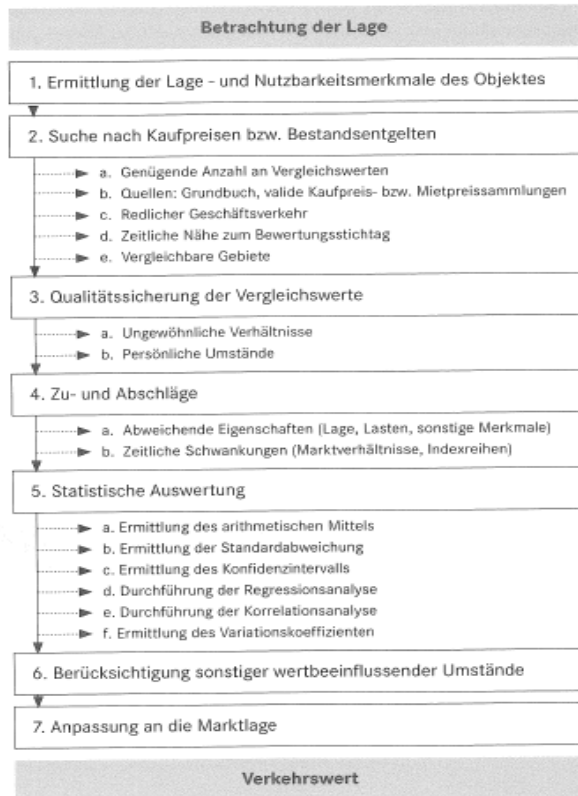 Betrachtung der Lage
1. Ermittlung der Lage - und Nutzbarkeitsmerkmale des Objektes
2. Suche nach Kaufpreisen bzw. Bestandsentgelten
a. Genügende Anzahl an Vergleichswerten
b. Quellen: Grundbuch, valide Kaufpreis- bzw. Mietpreissammlungen
c. Redlicher Geschäftsverkehr
d. Zeitliche Nähe zum Bewertungsstichtag
e. Vergleichbare Gebiete
3. Qualitätssicherung der Vergleichswerte
a. Ungewöhnliche Verhältnisse
b. Persönliche Umstände
4. Zu- und Abschläge
a. Abweichende Eigenschaften (Lage, Lasten, sonstige Merkmale)
b. Zeitliche Schwankungen (Marktverhältnisse, Indexreihen)
5. Statistische Auswertung
a. Ermittlung des arithmetischen Mittels
b. Ermittlung der Standardabweichung
c. Ermittlung des Konfidenzintervalls
d. Durchführung der Regressionsanalyse
e. Durchführung der Korrelationsanalyse
f. Ermittlung des Variationskoeffizienten
6. Berücksichtigung sonstiger wertbeeinflussender Umstände
7. Anpassung an die Marktlage
Verkehrswert